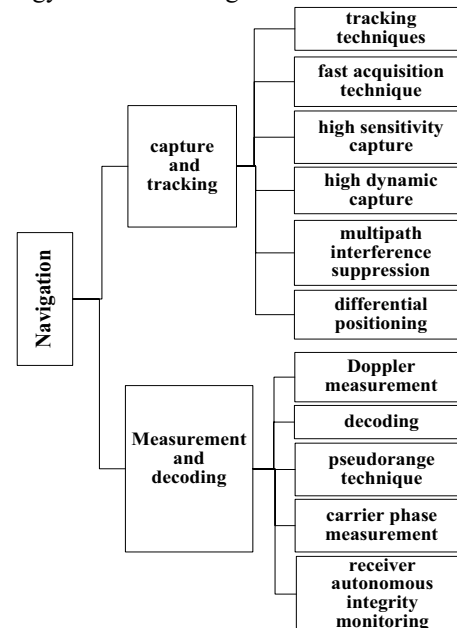 tracking
techniques
fast acquisition
technique
high sensitivity
capture
capture
and
tracking
high dynamic
capture
multipath
interference
suppression
differential
positioning
Navigation
Doppler
measurement
decoding
Measurement
and
decoding
pseudorange
technique
carrier phase
measurement
receiver
autonomous
integrity
monitoring